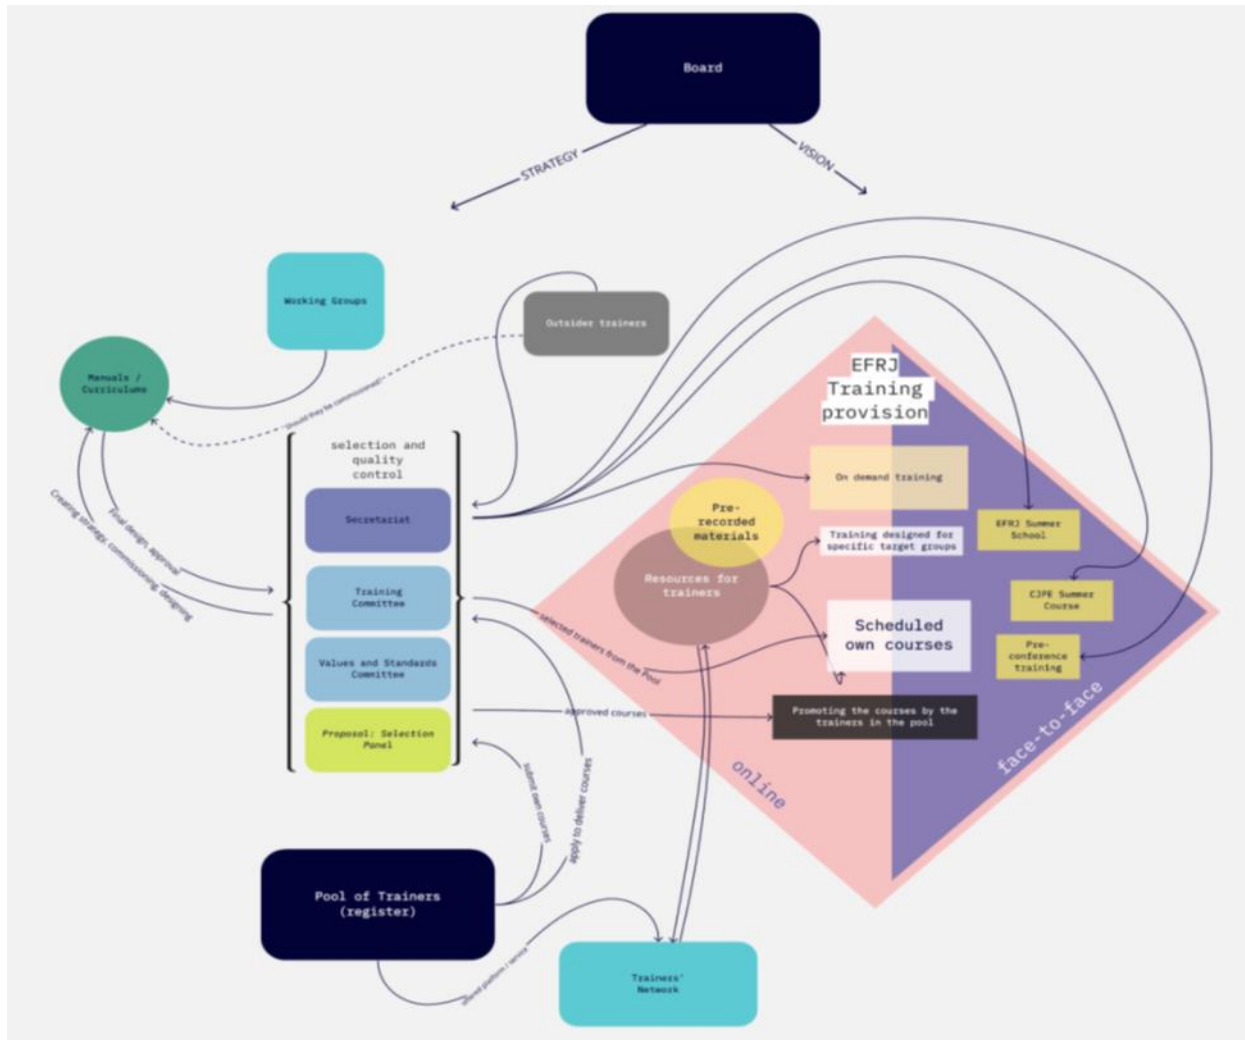 Board
STRATEGY
VISION
Working Groups
Outsider trainers
Manuals /
Curriculums
should they be commissioned
EFRJ
Training
provision
selection and
quality
control
Secretariat
Training
Committee
Values and Standards
Committee
Proposal: Selection
Panel
Final design, approval
Creating strategy, commissioning, designing
On demand training
Pre-
recorded
materials
Resources for
trainers
Training designed for
specific target groups
EFRJ Summer
School
CJPE Summer
Course
Scheduled
own courses
Pre-
conference
training
selected trainers from the Pool
approved courses
Promoting the courses by the
trainers in the pool
online
face-to-face
submit own courses
apply to deliver courses
Pool of Trainers
(register)
platform / service
Trainers'
Network